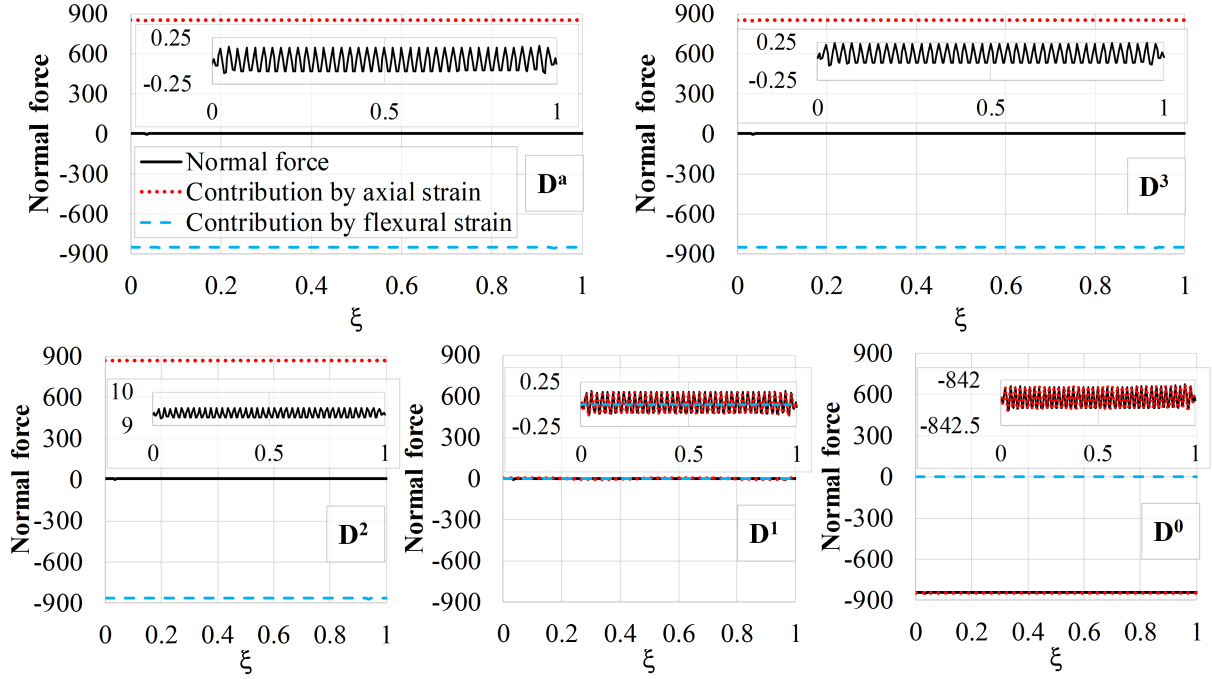 Normal force
900
600
300
0
-300
-600
-900
0.25
-0.25
0 0.5 1
Normal force
Contribution by axial strain
Contribution by flexural strain
Dᵃ
0 0.2 0.4 0.6 0.8 1
ξ
Normal force
900
600
300
0
-300
-600
-900
0.25
-0.25
0 0.5 1
D³
0 0.2 0.4 0.6 0.8 1
ξ
Normal force
900
600
300
0
-300
-600
-900
10
9
0 0.5 1
D²
0 0.2 0.4 0.6 0.8 1
ξ
Normal force
900
600
300
0
-300
-600
-900
0.25
-0.25
0 0.5 1
D¹
0 0.2 0.4 0.6 0.8 1
ξ
Normal force
900
600
300
0
-300
-600
-900
-842
-842.5
0 0.5 1
D⁰
0 0.2 0.4 0.6 0.8 1
ξ